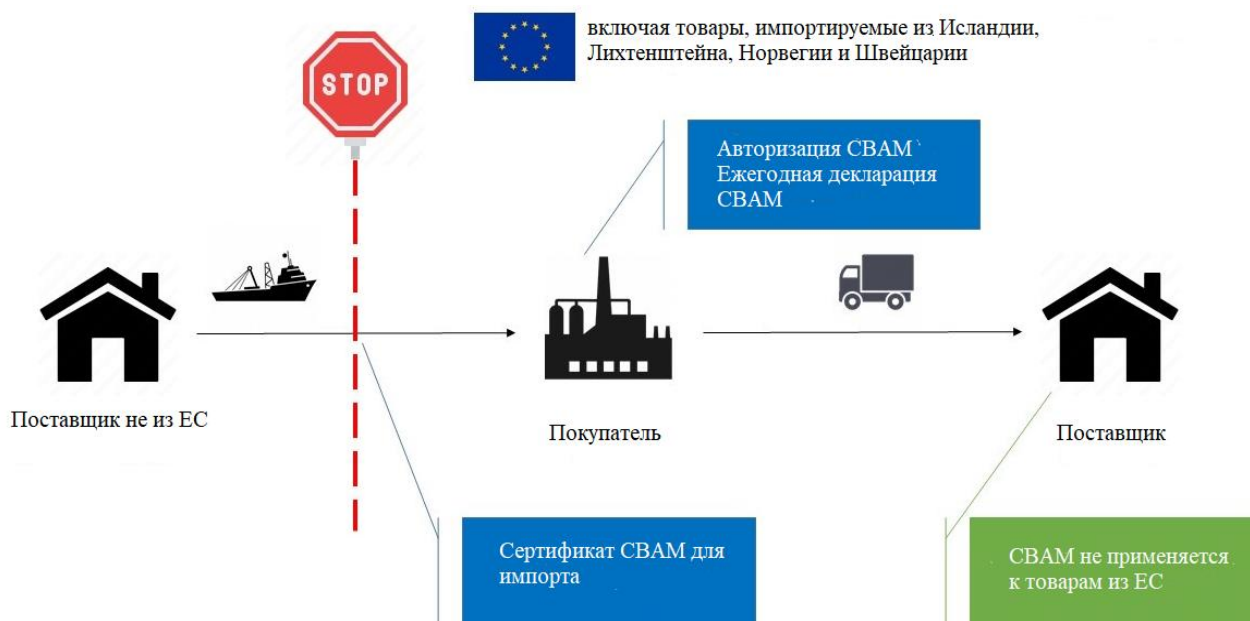 включая товары, импортируемые из Исландии,
Лихтенштейна, Норвегии и Швейцарии
STOP
Авторизация CBAM
Ежегодная декларация
CBAM
Поставщик не из ЕС
Покупатель
Поставщик
Сертификат CBAM для
импорта
CBAM не применяется
к товарам из ЕС